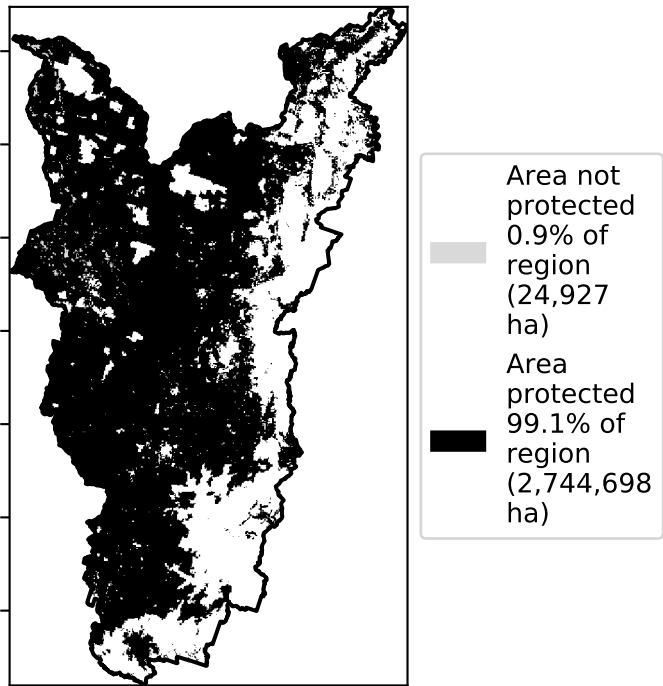 Area not
protected
0.9% of
region
(24,927
ha)
Area
protected
99.1% of
region
(2,744,698
ha)